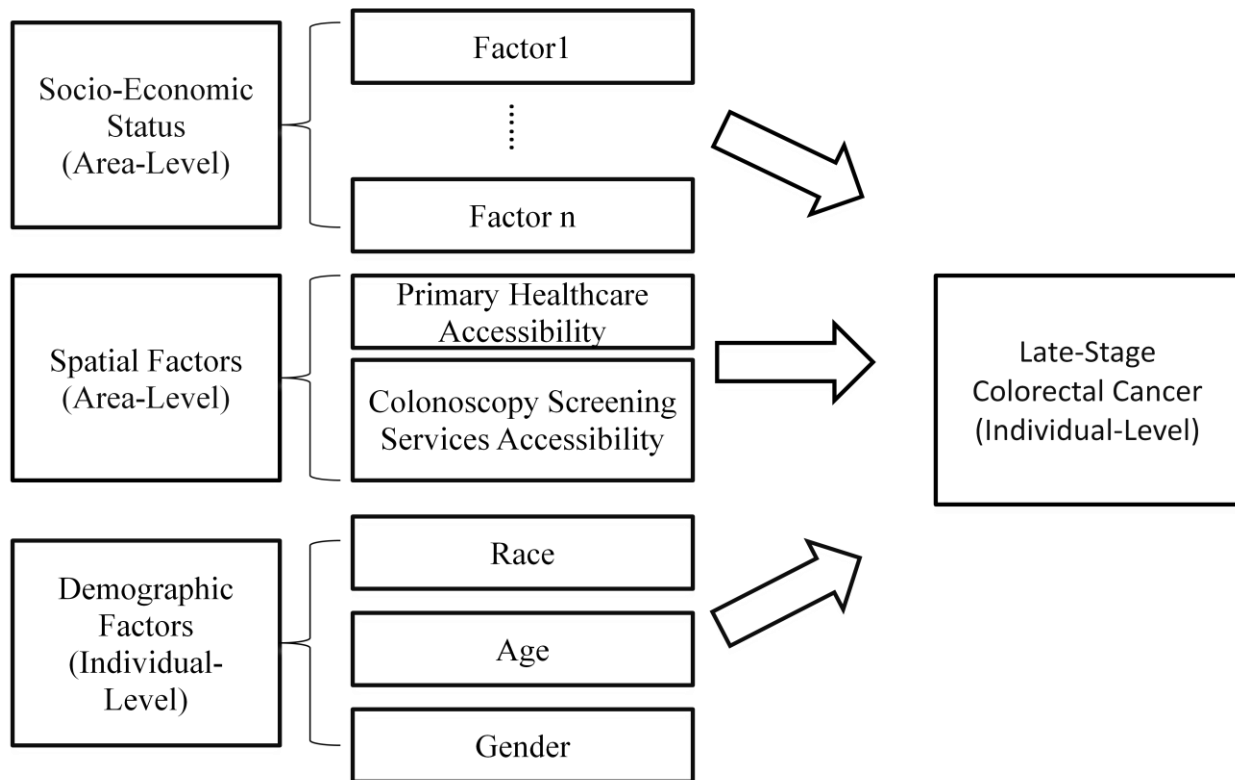 Socio-Economic
Status
(Area-Level)
Factor1
Factor n
Spatial Factors
(Area-Level)
Primary Healthcare
Accessibility
Colonoscopy Screening
Services Accessibility
Demographic
Factors
(Individual-
Level)
Race
Age
Gender
Late-Stage
Colorectal Cancer
(Individual-Level)